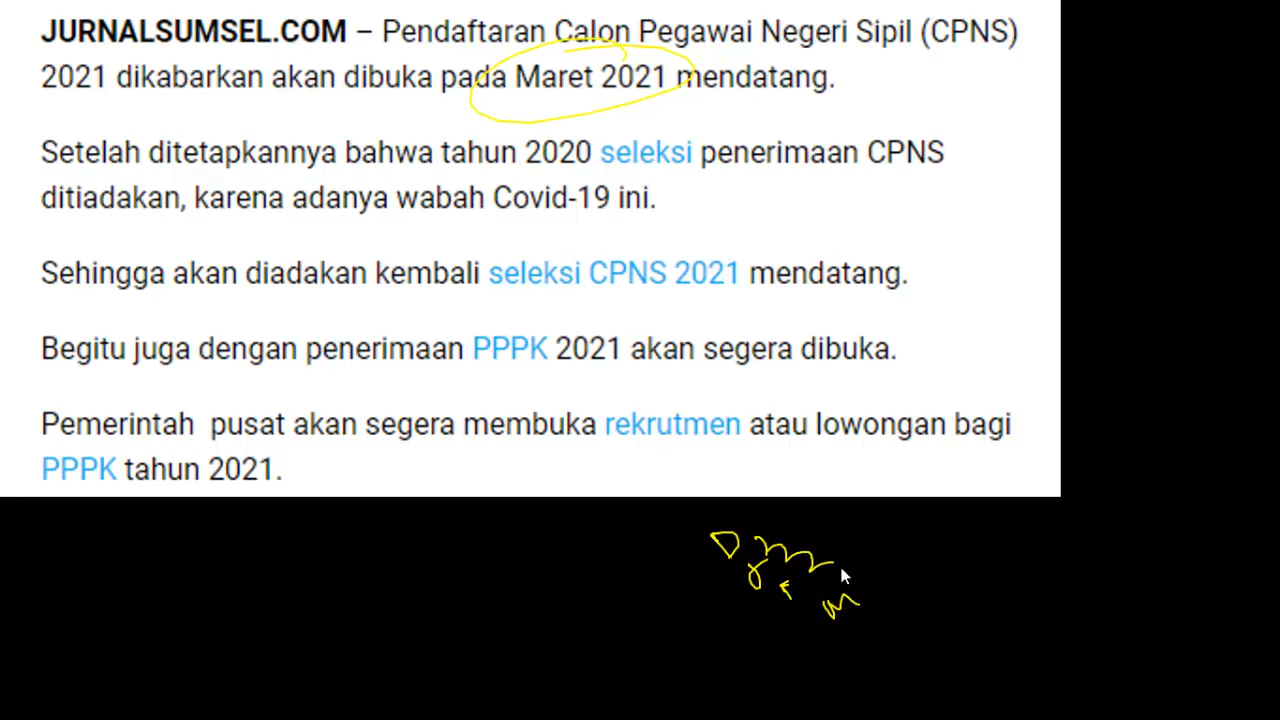 JURNALSUMSEL.COM – Pendaftaran Calon Pegawai Negeri Sipil (CPNS)
2021 dikabarkan akan dibuka pada Maret 2021 mendatang.
Setelah ditetapkannya bahwa tahun 2020 seleksi penerimaan CPNS
ditiadakan, karena adanya wabah Covid-19 ini.
Sehingga akan diadakan kembali seleksi CPNS 2021 mendatang.
Begitu juga dengan penerimaan PPPK 2021 akan segera dibuka.
Pemerintah pusat akan segera membuka rekrutmen atau lowongan bagi
PPPK tahun 2021.